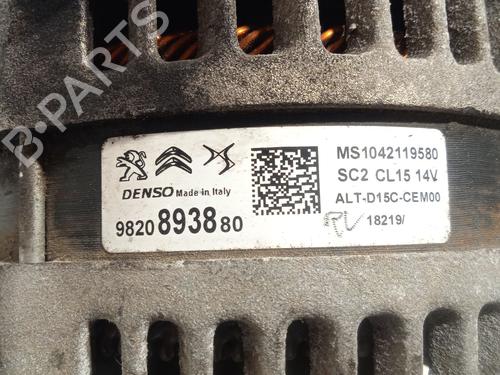 B-PARTS
MS1042119580
SC2 CL15 14V
DENSO Made in Italy
ALT-D15C-CEM00
9820893880
18219/